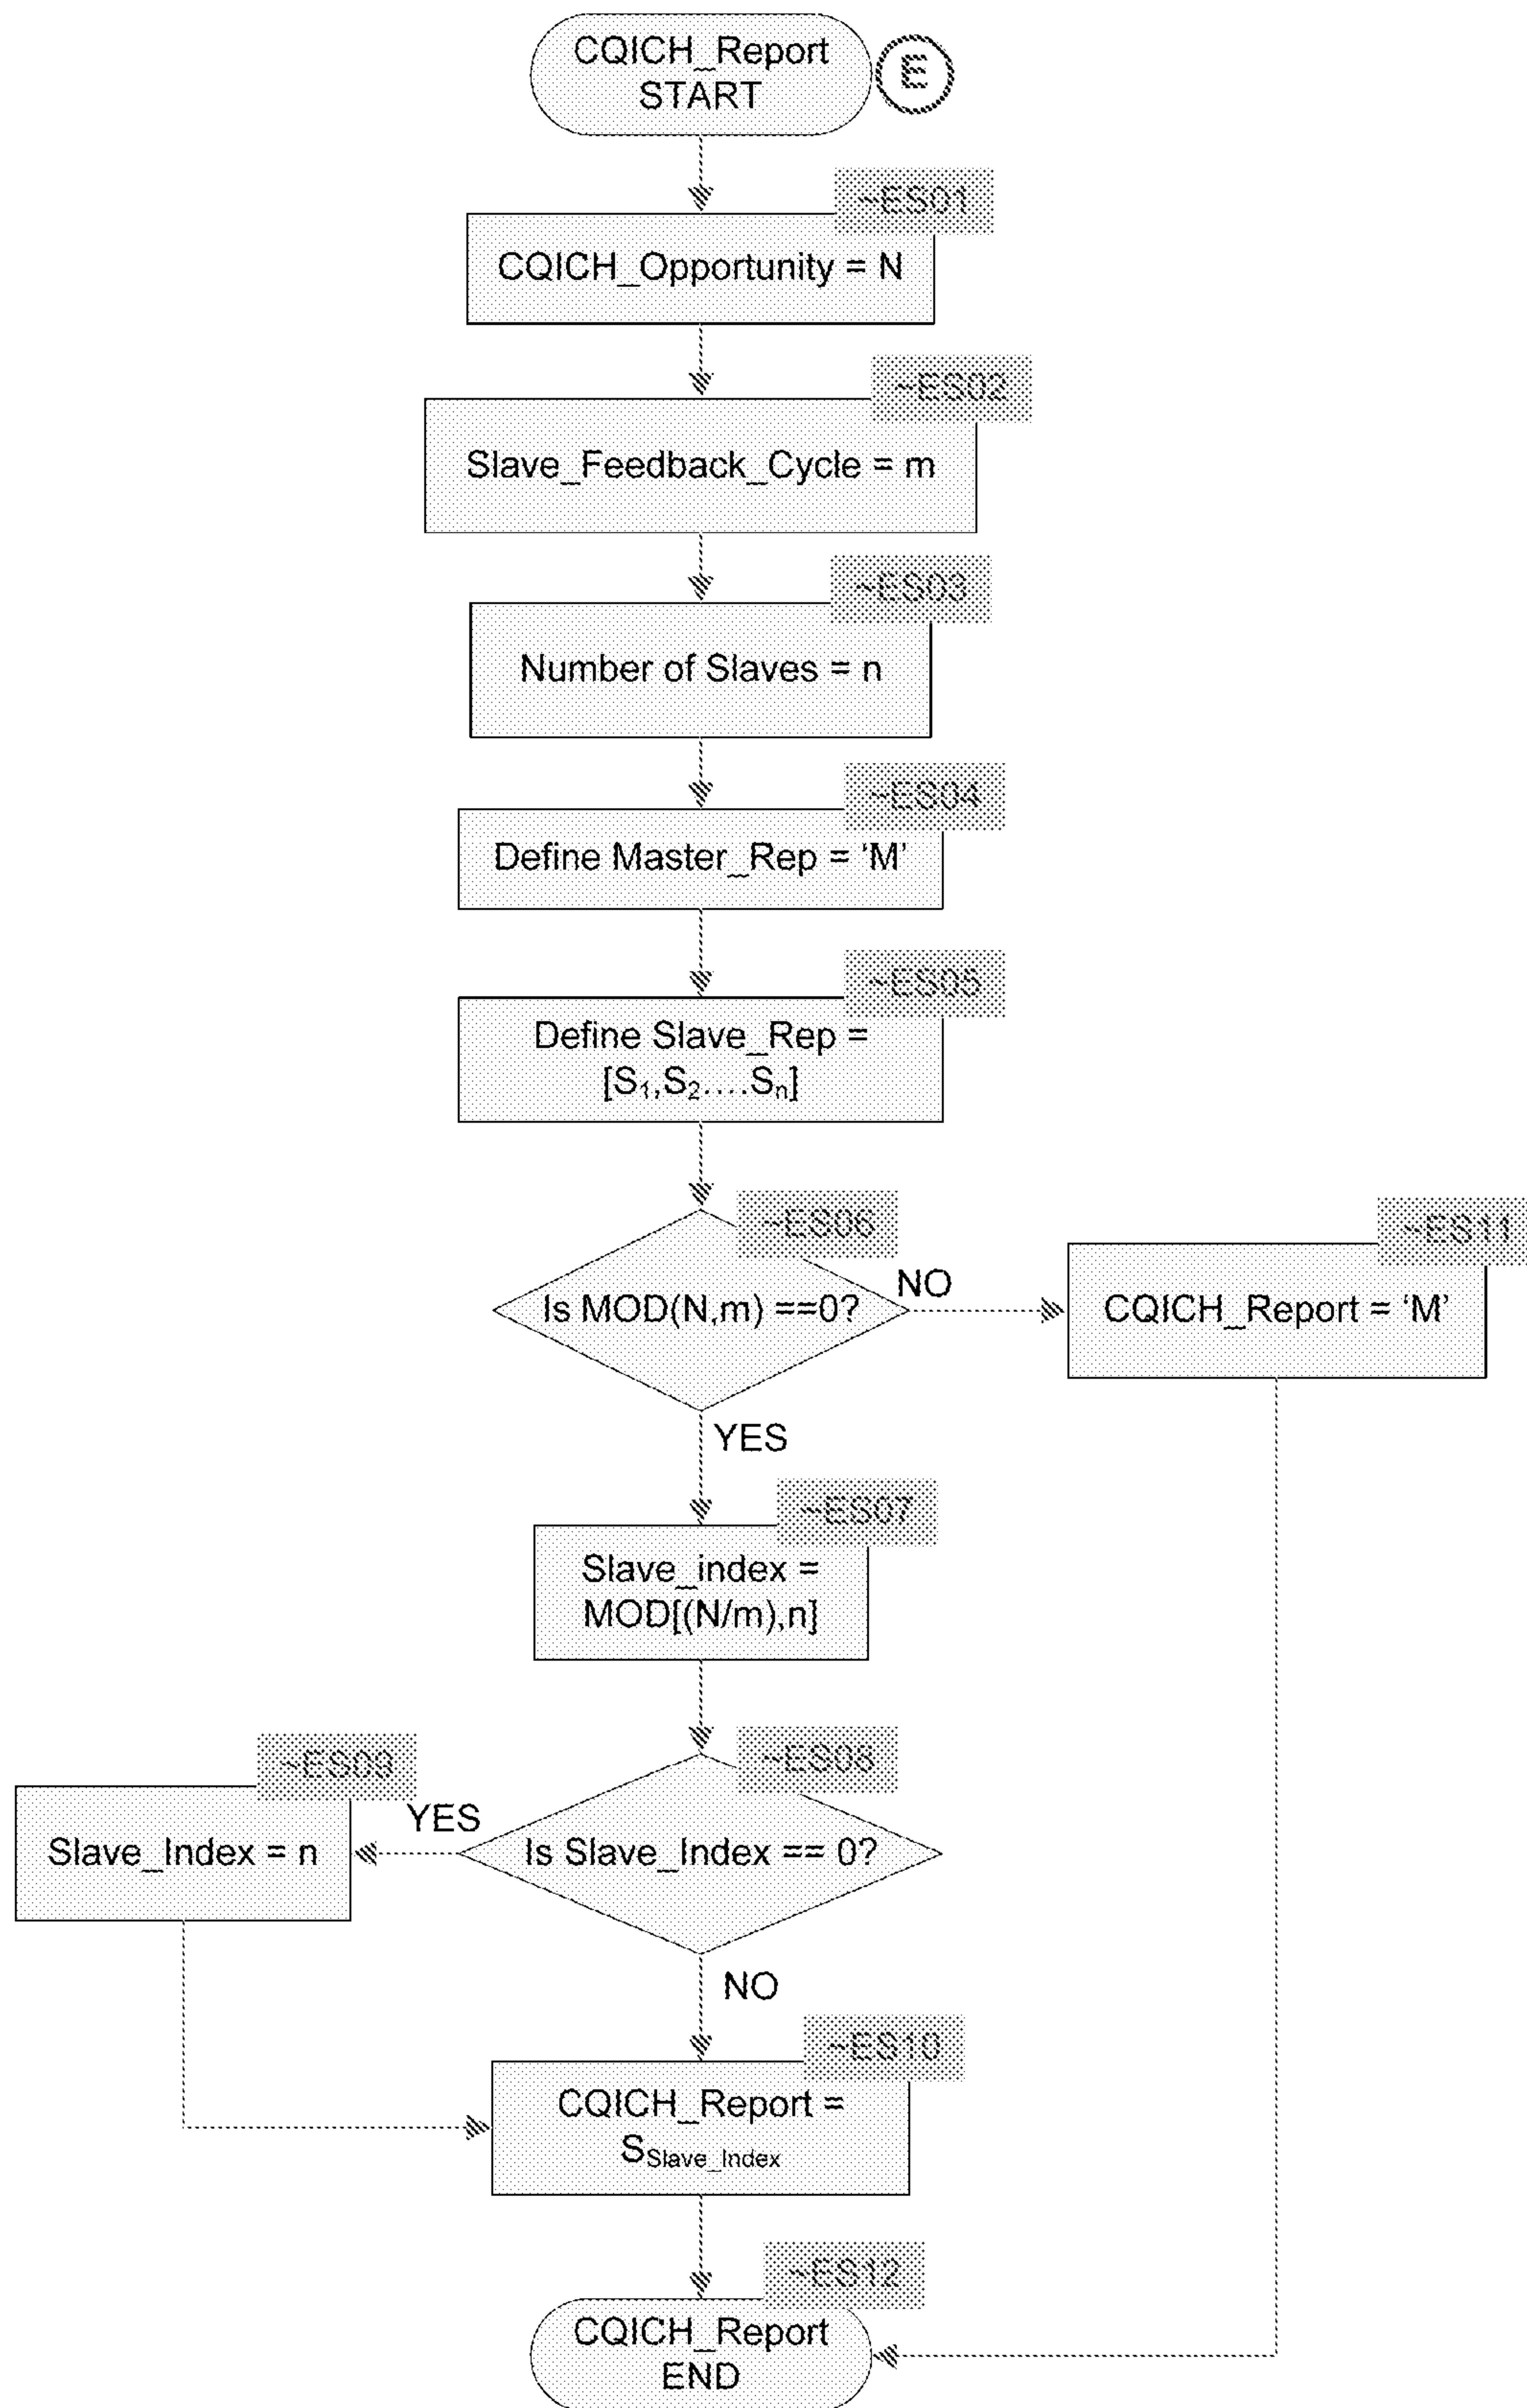 CQICH_Report
START
E
~ES01
CQICH_Opportunity = N
~ES02
Slave_Feedback_Cycle = m
~ES03
Number of Slaves = n
~ES04
Define Master_Rep = ‘M’
~ES05
Define Slave_Rep =
[S₁,S₂....Sₙ]
~ES06
Is MOD(N,m) ==0?
NO
~ES11
CQICH_Report = ‘M’
YES
~ES07
Slave_index =
MOD[(N/m),n]
~ES08
Is Slave_Index == 0?
YES
~ES09
Slave_Index = n
NO
~ES10
CQICH_Report =
SSlave_Index
~ES12
CQICH_Report
END